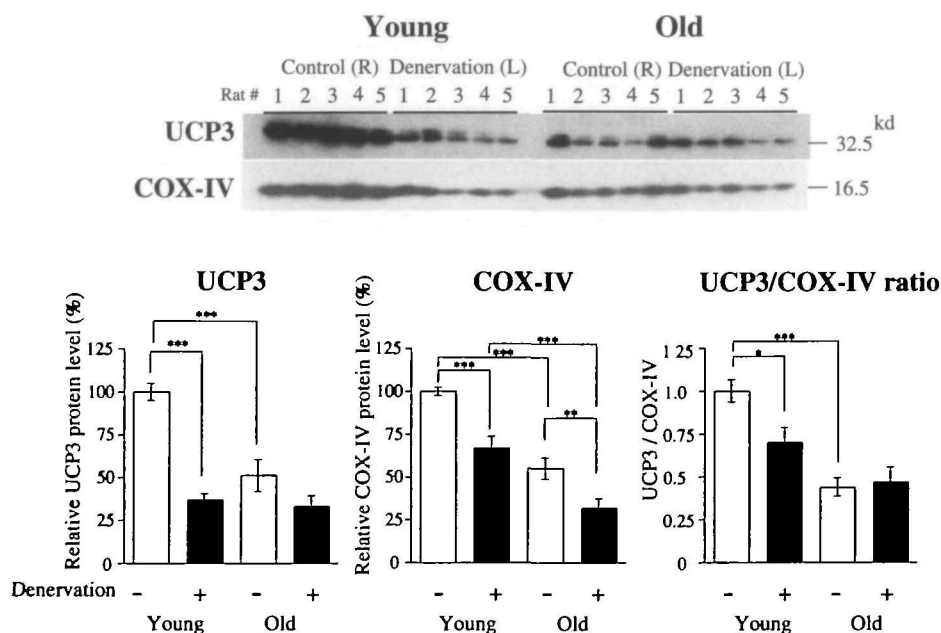 Young Old
Control (R) Denervation (L) Control (R) Denervation (L)
Rat # 1 2 3 4 5 1 2 3 4 5 1 2 3 4 5 1 2 3 4 5 kd
UCP3 32.5
COX-IV 16.5
UCP3
Relative UCP3 protein level (%)
125
100
75
50
25
0
***
***
COX-IV
Relative COX-IV protein level (%)
125
100
75
50
25
0
***
***
***
**
UCP3/COX-IV ratio
UCP3 / COX-IV
1.25
1.0
0.75
0.5
0.25
0
***
*
Denervation - + - + - + - + - + - +
Young Old Young Old Young Old